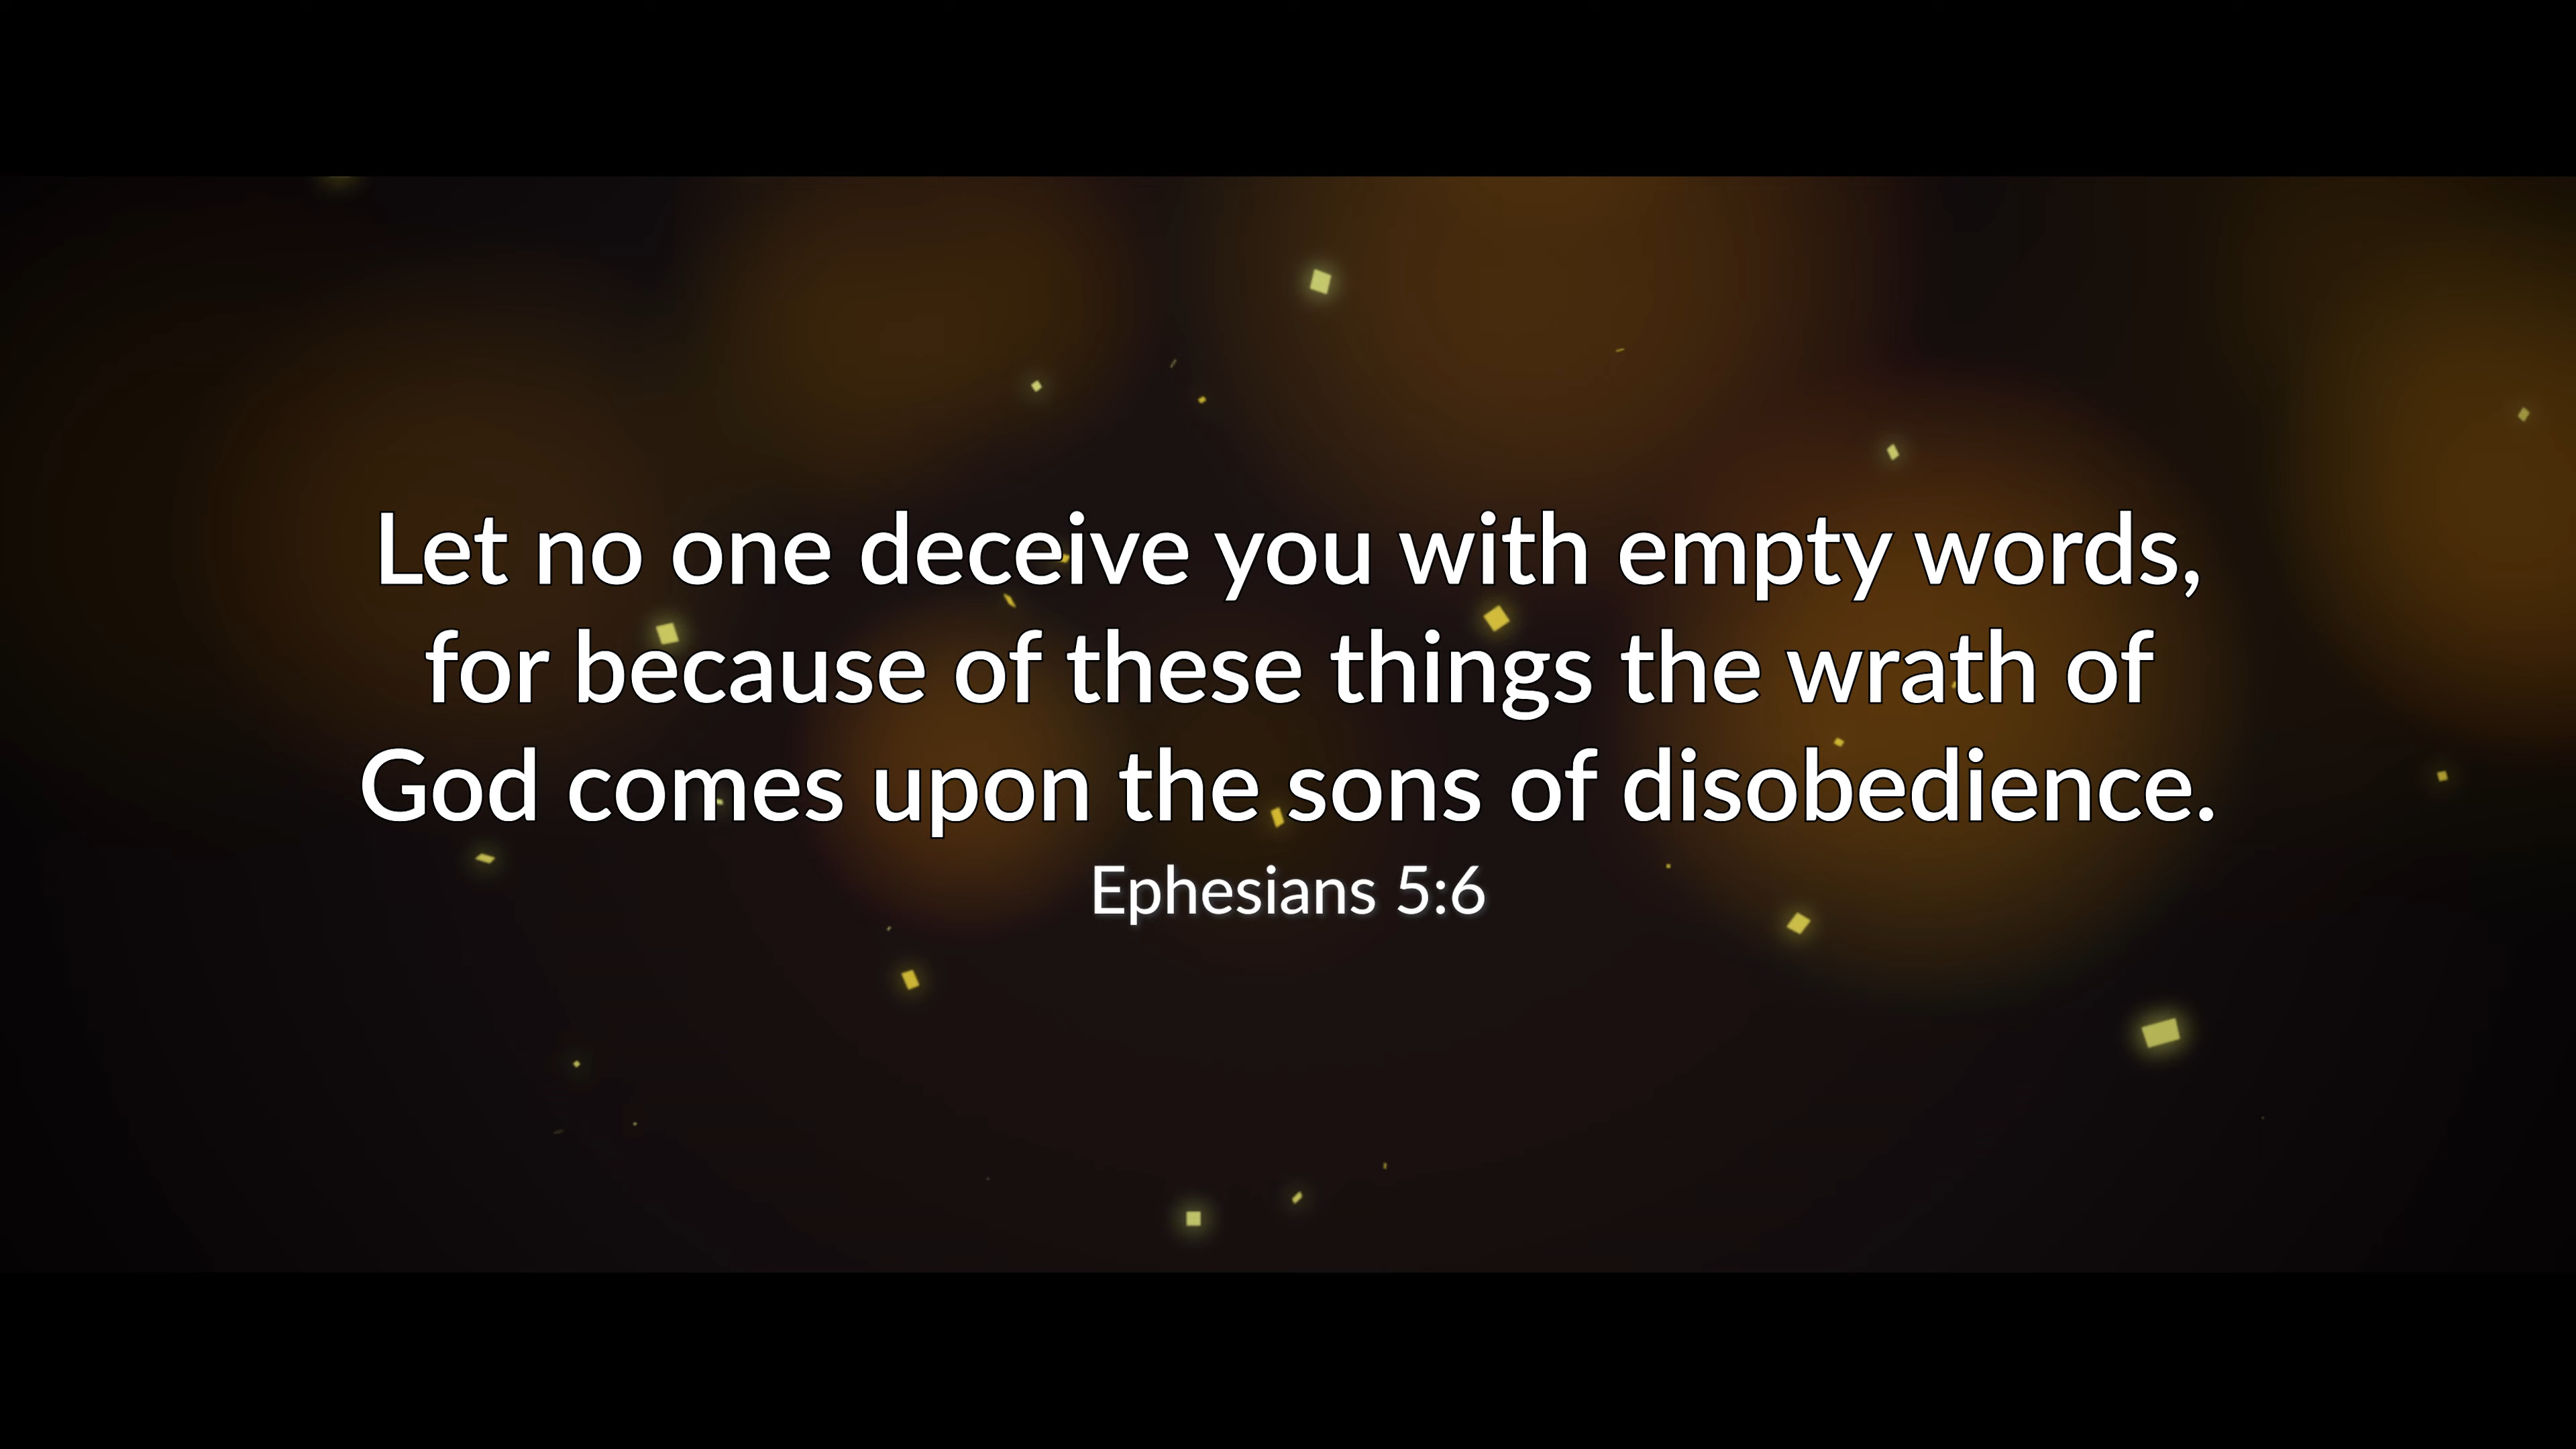 Let no one deceive you with empty words,
for because of these things the wrath of
God comes upon the sons of disobedience.
Ephesians 5:6